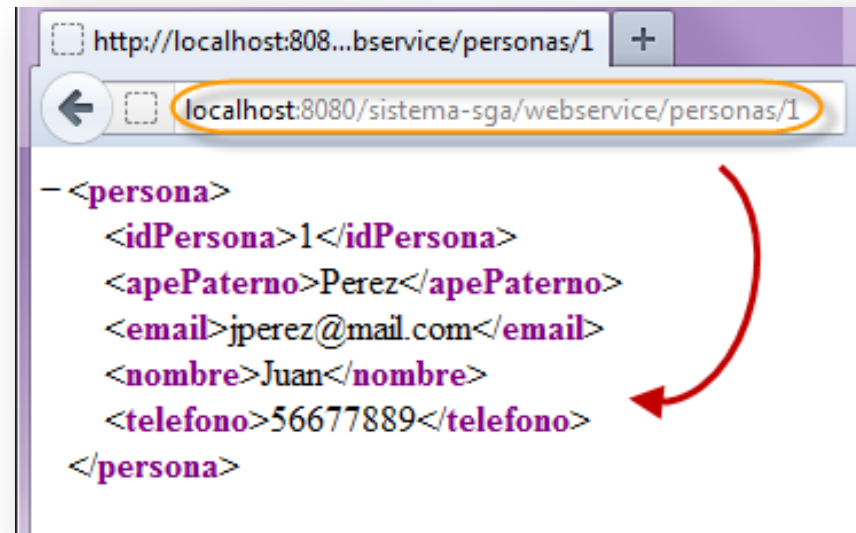 http://localhost:808...bservice/personas/1 +
localhost:8080/sistema-sga/webservice/personas/1
– <persona>
<idPersona>1</idPersona>
<apePaterno>Perez</apePaterno>
<email>jperez@mail.com</email>
<nombre>Juan</nombre>
<telefono>56677889</telefono>
</persona>